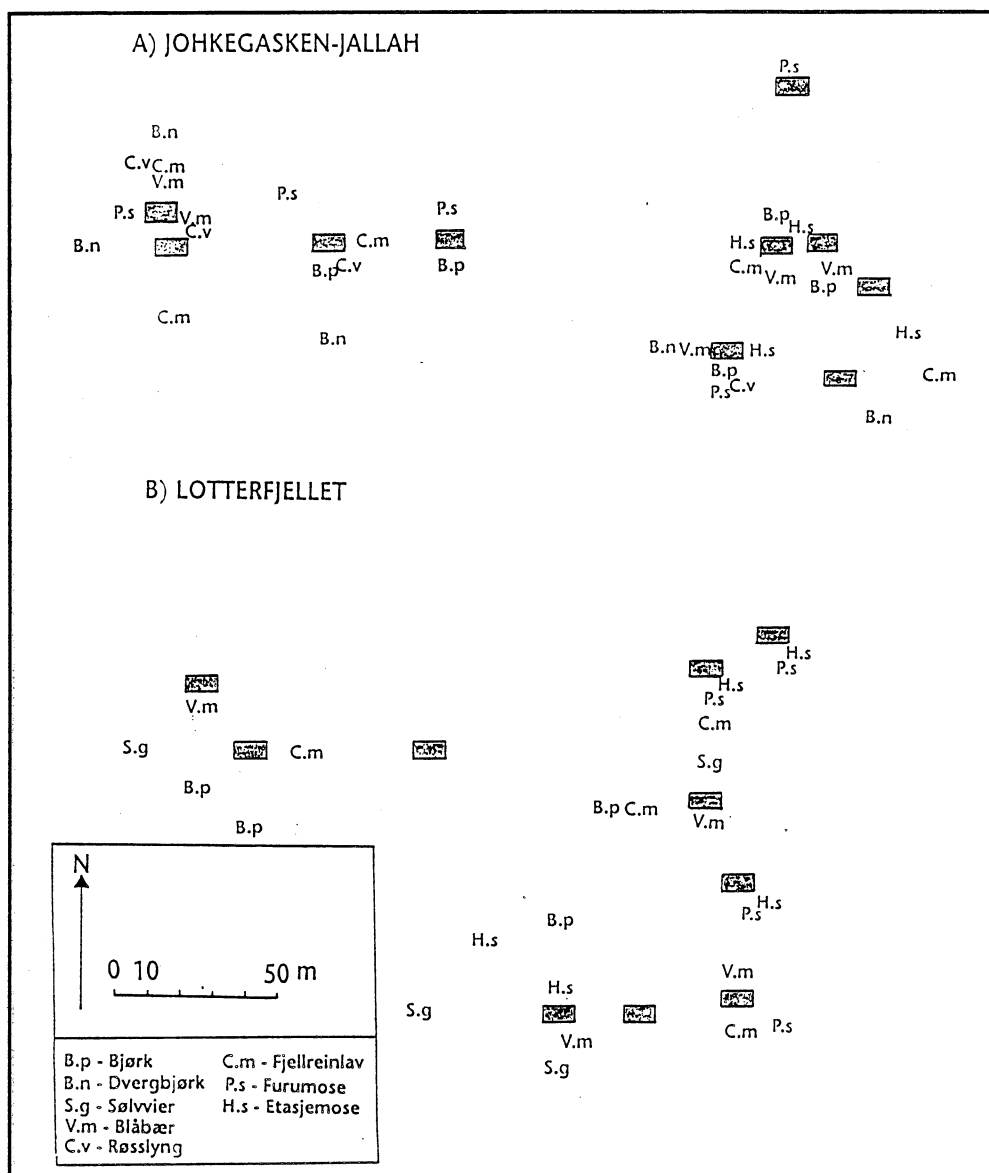 A) JOHKEGASKEN-JALLAH
P.s
B.n
C.v C.m
V.m
P.s
P.s V.m
C.v
P.s
B.p
H.s
B.n
C.m
H.s
B.p C.v
B.p
C.m V.m
V.m
B.p
C.m
B.n
H.s
B.n V.m H.s
B.p
P.s C.v
C.m
B.n
B) LOTTERFJELLET
H.s
P.s
H.s
P.s
V.m
C.m
S.g
C.m
S.g
B.p
B.p C.m
V.m
B.p
H.s
P.s
B.p
H.s
V.m
H.s
S.g
C.m P.s
V.m
S.g
N
0 10 50 m
B.p - Bjørk
B.n - Dvergbjørk
S.g - Sølvvier
V.m - Blåbær
C.v - Røsslyng
C.m - Fjellreinlav
P.s - Furumose
H.s - Etasjemose